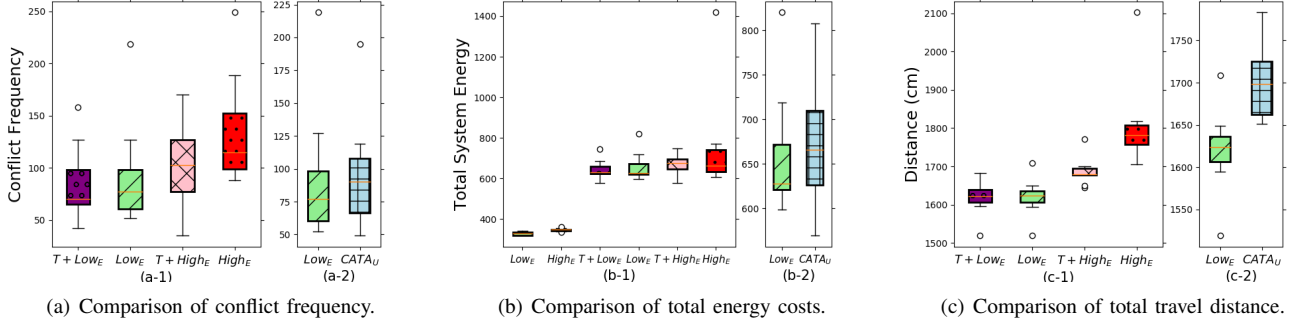 Conflict Frequency
250
200
150
100
50
T + Low_E Low_E T + High_E High_E
(a-1)
225
200
175
150
125
100
75
50
Low_E CATA_U
(a-2)
(a) Comparison of conflict frequency.
Total System Energy
1400
1200
1000
800
600
400
Low_E High_E T + Low_E Low_E T + High_E High_E
(b-1)
850
800
750
700
650
600
Low_E CATA_U
(b-2)
(b) Comparison of total energy costs.
Distance (cm)
2100
2000
1900
1800
1700
1600
1500
T + Low_E Low_E T + High_E High_E
(c-1)
1750
1700
1650
1600
1550
Low_E CATA_U
(c-2)
(c) Comparison of total travel distance.